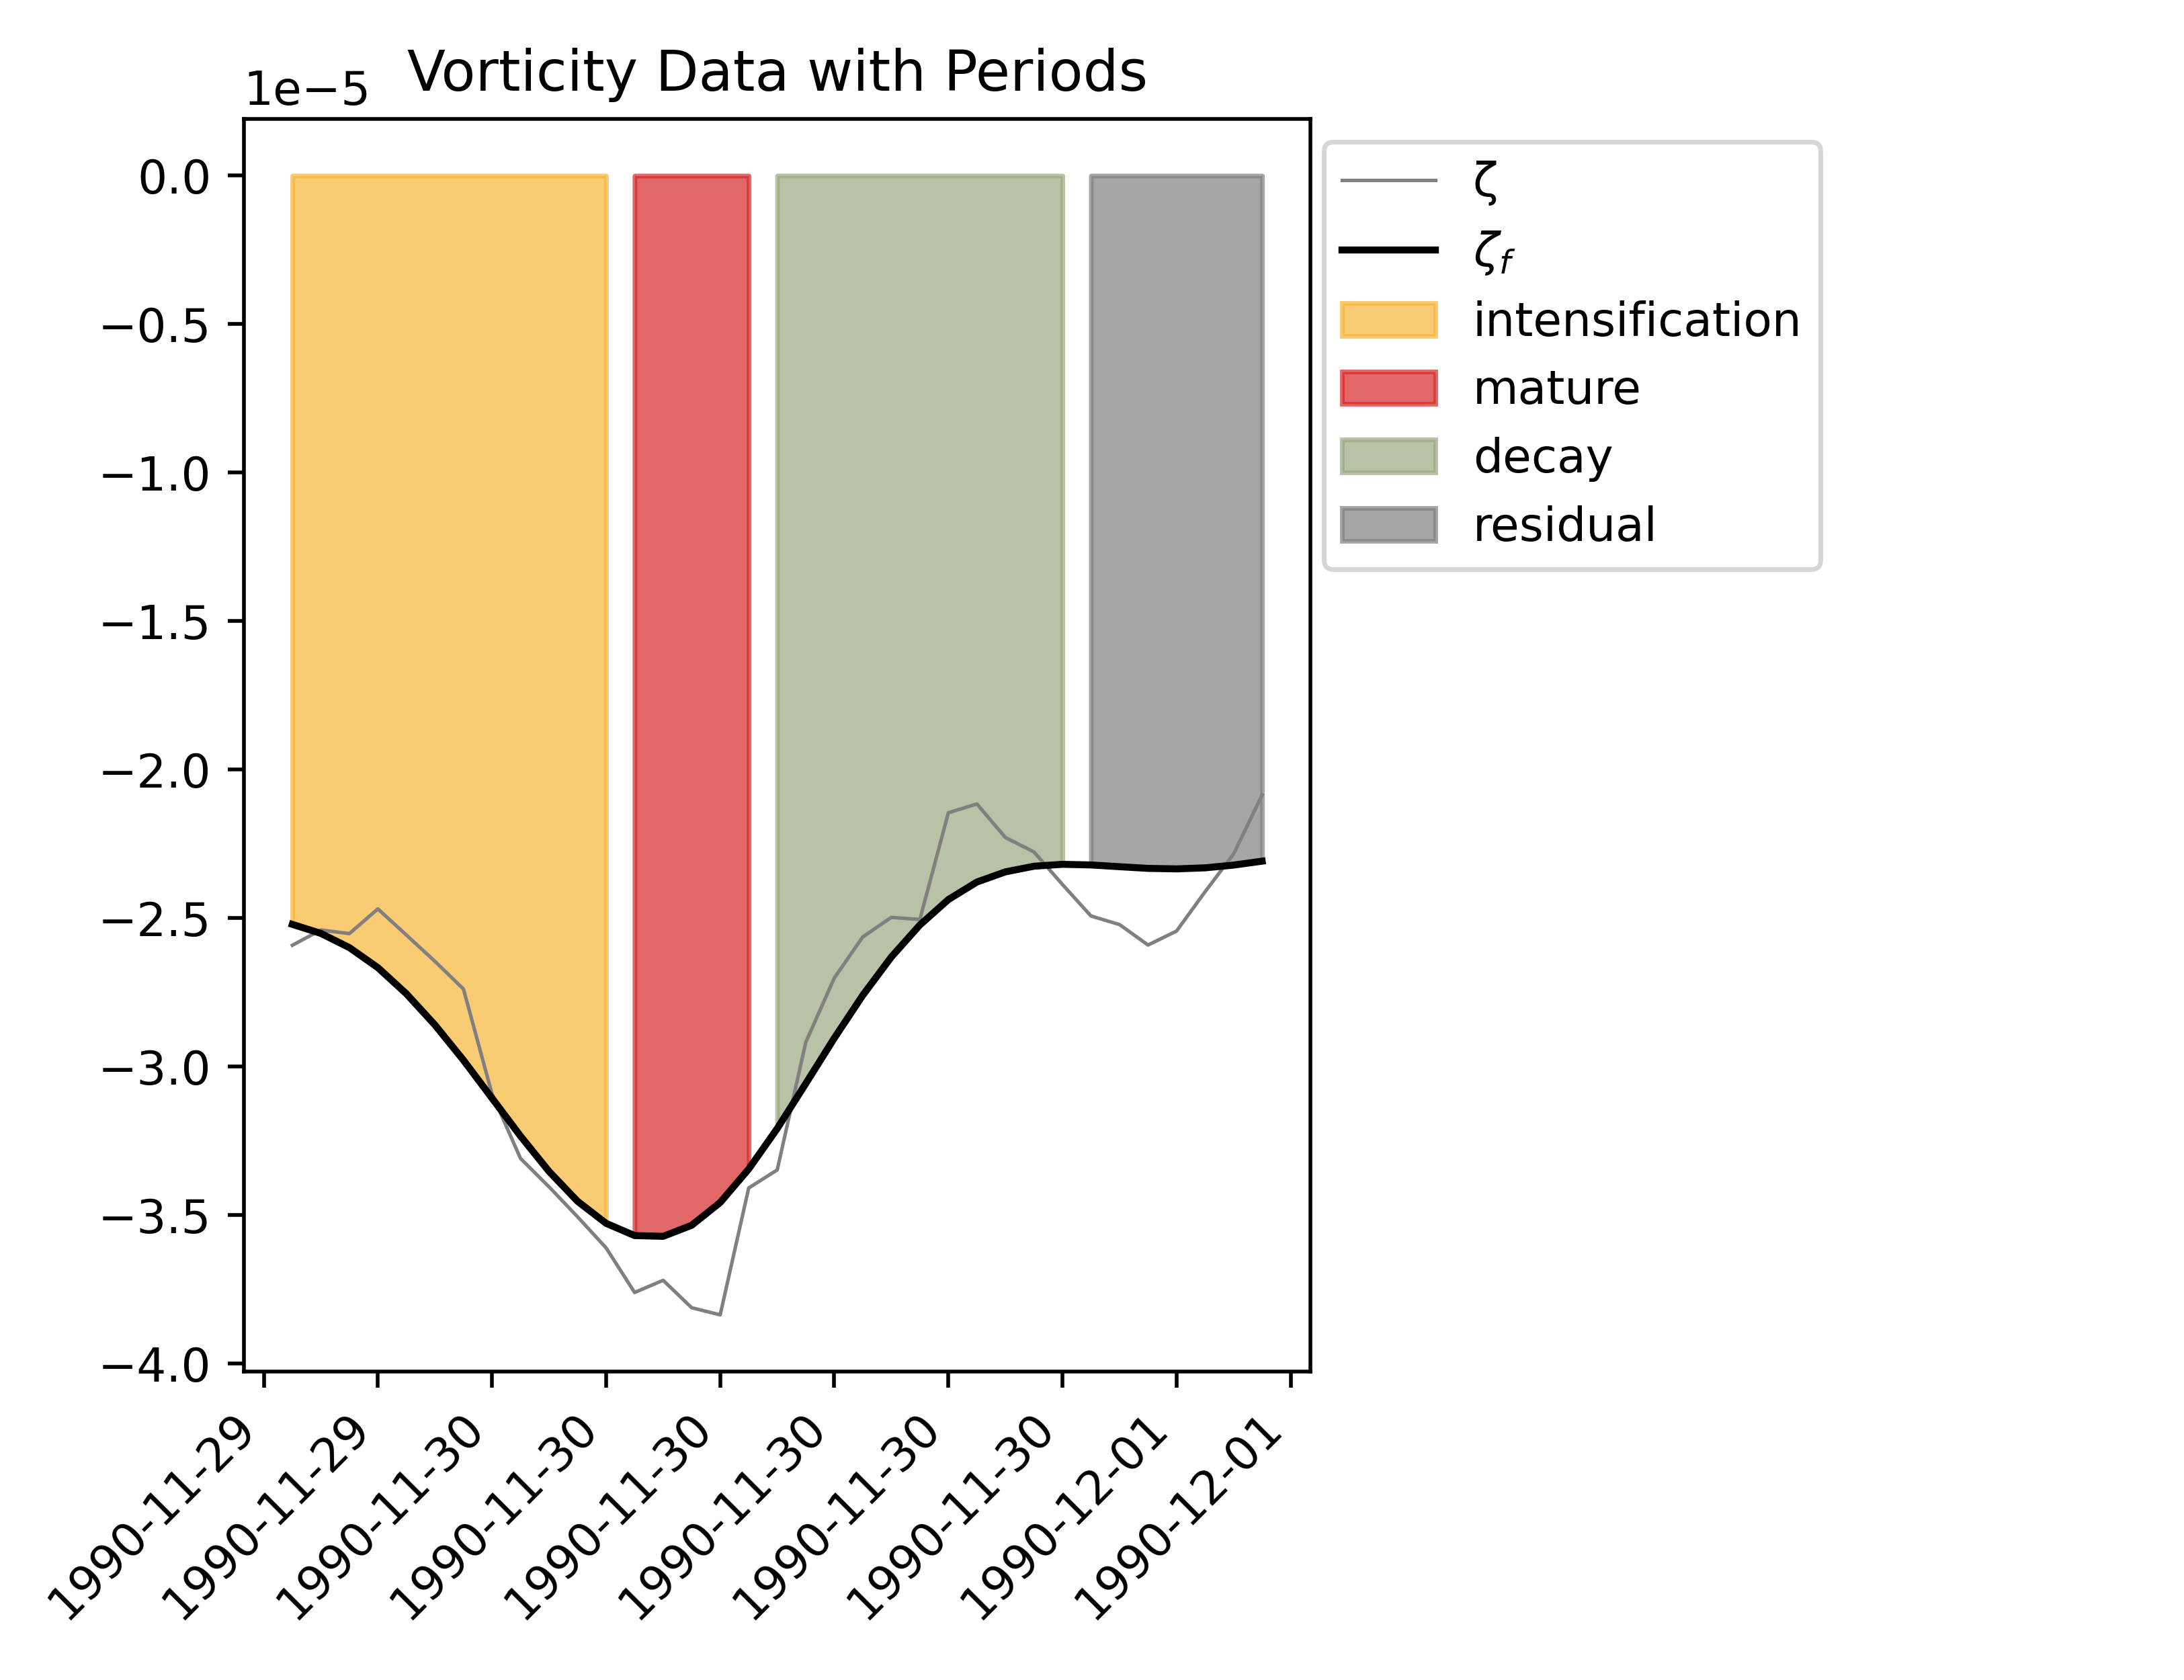 Vorticity Data with Periods
1e−5
0.0
−0.5
−1.0
−1.5
−2.0
−2.5
−3.0
−3.5
−4.0
1990-11-29
1990-11-29
1990-11-30
1990-11-30
1990-11-30
1990-11-30
1990-11-30
1990-11-30
1990-12-01
1990-12-01
ζ
ζf
intensification
mature
decay
residual